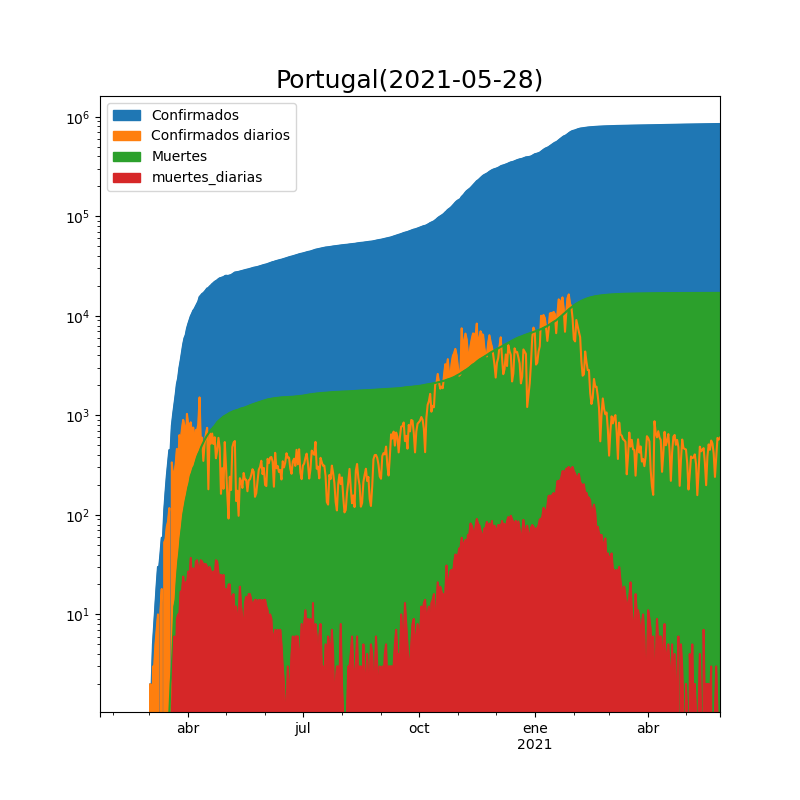 Portugal(2021-05-28)
Confirmados
Confirmados diarios
Muertes
muertes_diarias
10^6
10^5
10^4
10^3
10^2
10^1
abr jul oct ene abr
2021